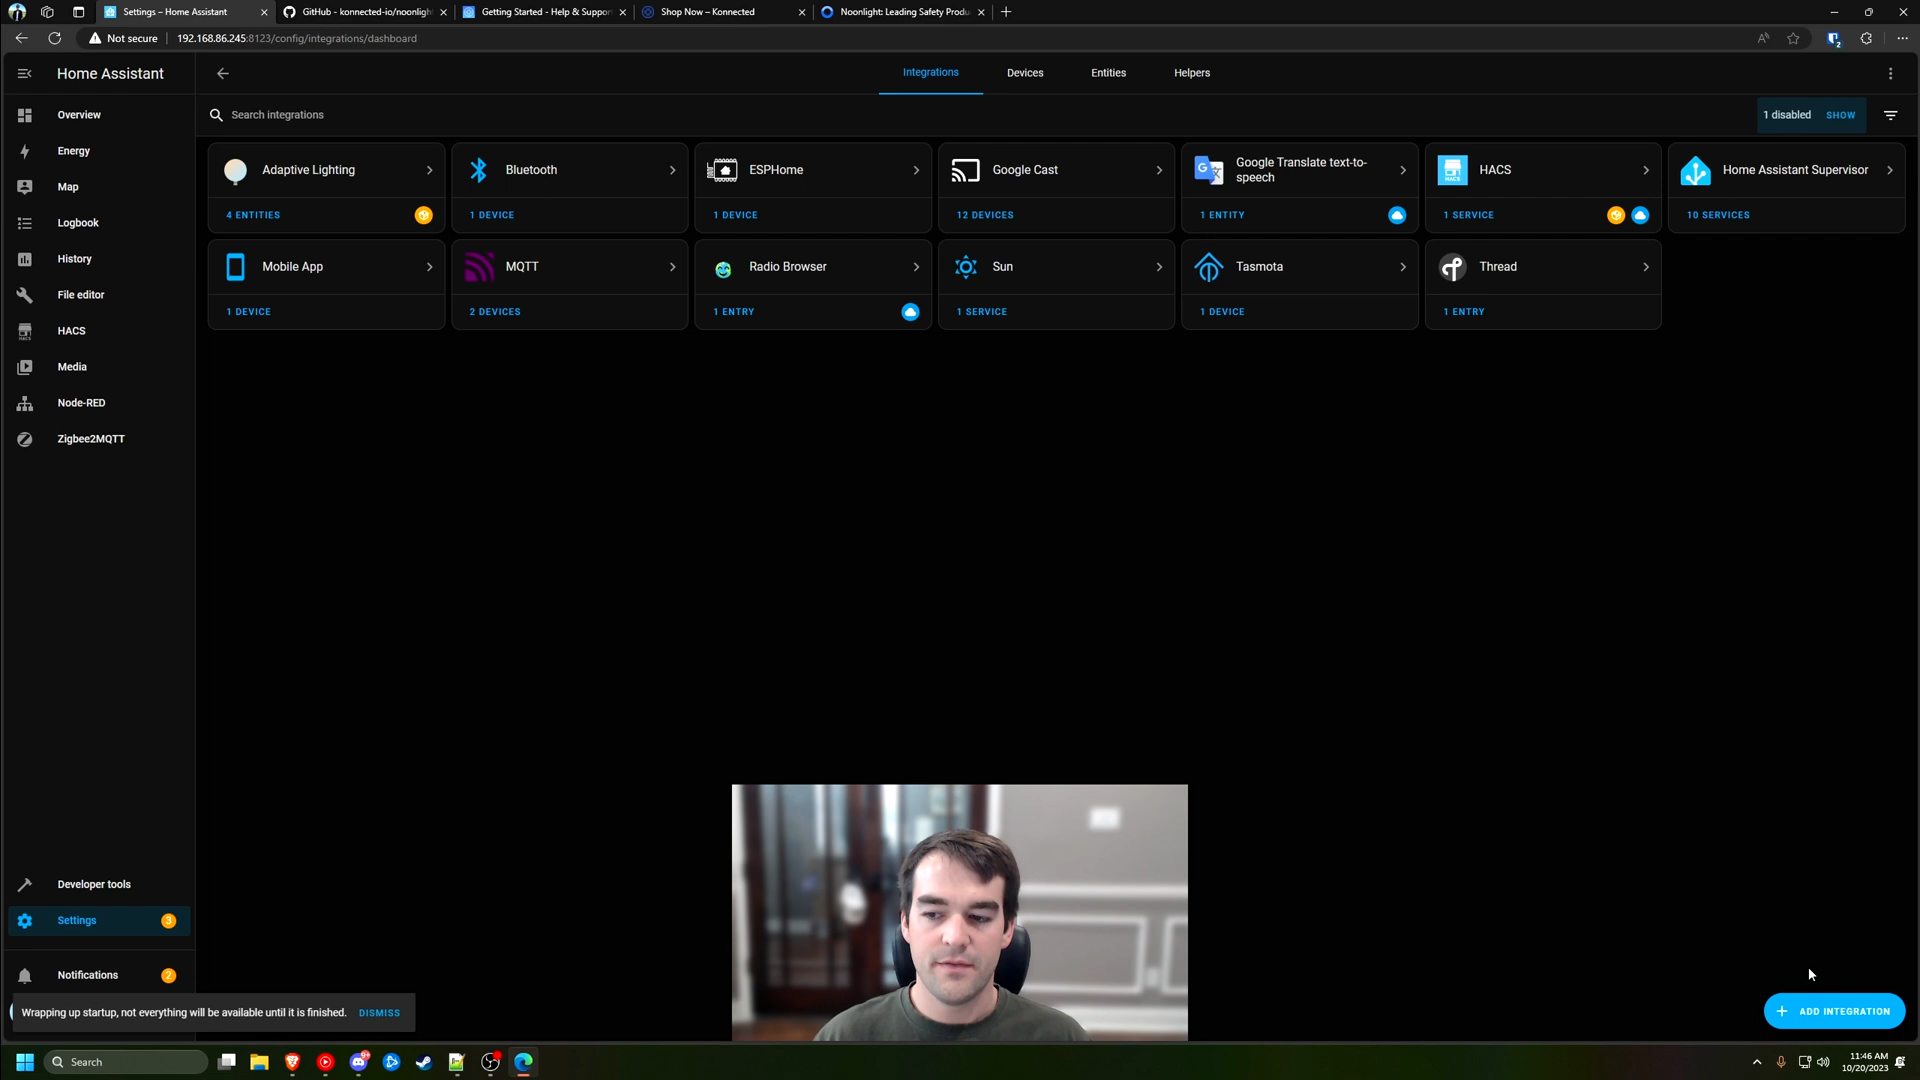 Settings – Home Assistant
GitHub - konnected-io/noonligh
Getting Started - Help & Suppor
Shop Now – Konnected
Noonlight: Leading Safety Produ
Not secure
192.168.86.245:8123/config/integrations/dashboard
2
Home Assistant
Integrations
Devices
Entities
Helpers
Overview
Energy
Map
Logbook
History
File editor
HACS
Media
Node-RED
Zigbee2MQTT
Developer tools
Settings
3
Notifications
2
Search integrations
1 disabled
SHOW
Adaptive Lighting
4 ENTITIES
Bluetooth
1 DEVICE
ESPHome
1 DEVICE
Google Cast
12 DEVICES
Google Translate text-to-
speech
1 ENTITY
HACS
HACS
1 SERVICE
Home Assistant Supervisor
10 SERVICES
Mobile App
1 DEVICE
MQTT
2 DEVICES
Radio Browser
1 ENTRY
Sun
1 SERVICE
Tasmota
1 DEVICE
Thread
1 ENTRY
Wrapping up startup, not everything will be available until it is finished.
DISMISS
ADD INTEGRATION
Search
11:46 AM
10/20/2023